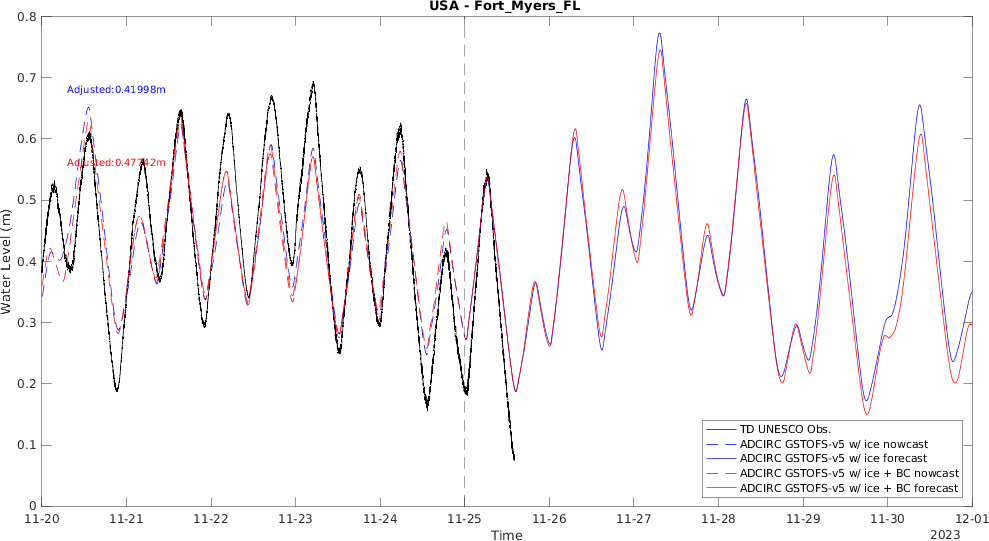 USA - Fort_Myers_FL
0.8
0.7
0.6
0.5
0.4
0.3
0.2
0.1
0
Water Level (m)
Adjusted:0.41998m
Adjusted:0.47742m
TD UNESCO Obs.
ADCIRC GSTOFS-v5 w/ ice nowcast
ADCIRC GSTOFS-v5 w/ ice forecast
ADCIRC GSTOFS-v5 w/ ice + BC nowcast
ADCIRC GSTOFS-v5 w/ ice + BC forecast
11-20 11-21 11-22 11-23 11-24 11-25 11-26 11-27 11-28 11-29 11-30 12-01
Time
2023